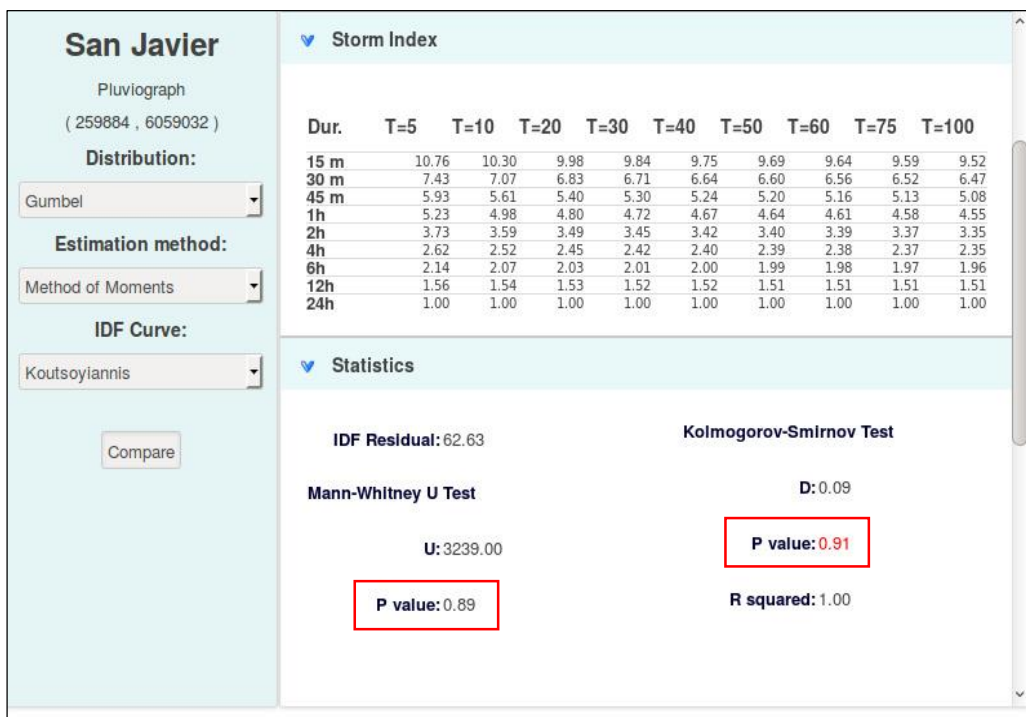 San Javier
Pluviograph
( 259884 , 6059032 )
Distribution:
Gumbel
Estimation method:
Method of Moments
IDF Curve:
Koutsoyiannis
Compare
Storm Index
Dur. T=5 T=10 T=20 T=30 T=40 T=50 T=60 T=75 T=100
15 m 10.76 10.30 9.98 9.84 9.75 9.69 9.64 9.59 9.52
30 m 7.43 7.07 6.83 6.71 6.64 6.60 6.56 6.52 6.47
45 m 5.93 5.61 5.40 5.30 5.24 5.20 5.16 5.13 5.08
1h 5.23 4.98 4.80 4.72 4.67 4.64 4.61 4.58 4.55
2h 3.73 3.59 3.49 3.45 3.42 3.40 3.39 3.37 3.35
4h 2.62 2.52 2.45 2.42 2.40 2.39 2.38 2.37 2.35
6h 2.14 2.07 2.03 2.01 2.00 1.99 1.98 1.97 1.96
12h 1.56 1.54 1.53 1.52 1.52 1.51 1.51 1.51 1.51
24h 1.00 1.00 1.00 1.00 1.00 1.00 1.00 1.00 1.00
Statistics
IDF Residual: 62.63
Mann-Whitney U Test
U: 3239.00
P value: 0.89
Kolmogorov-Smirnov Test
D: 0.09
P value: 0.91
R squared: 1.00